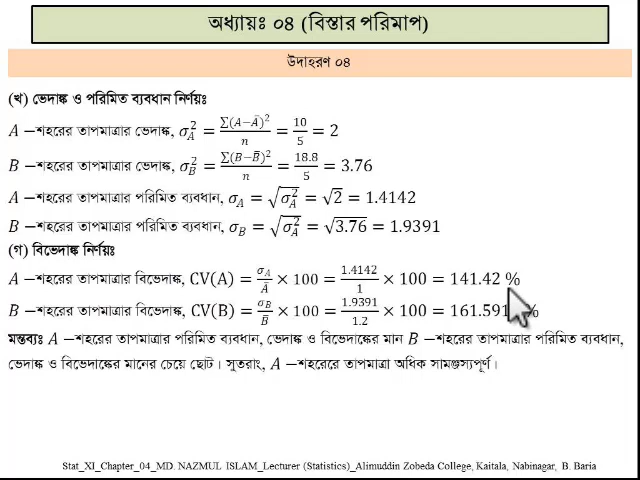 অধ্যায়ঃ ০৪ (বিস্তার পরিমাপ)
উদাহরণ ০৪
(খ) ভেদাঙ্ক ও পরিমিত ব্যবধান নির্ণয়ঃ
A −শহরের তাপমাত্রার ভেদাঙ্ক, σ_A^2 = ∑(A−Ā)^2/n = 10/5 = 2
B −শহরের তাপমাত্রার ভেদাঙ্ক, σ_B^2 = ∑(B−B̄)^2/n = 18.8/5 = 3.76
A −শহরের তাপমাত্রার পরিমিত ব্যবধান, σ_A = √σ_A^2 = √2 = 1.4142
B −শহরের তাপমাত্রার পরিমিত ব্যবধান, σ_B = √σ_A^2 = √3.76 = 1.9391
(গ) বিভেদাঙ্ক নির্ণয়ঃ
A −শহরের তাপমাত্রার বিভেদাঙ্ক, CV(A) = σ_A/Ā × 100 = 1.4142/1 × 100 = 141.42 %
B −শহরের তাপমাত্রার বিভেদাঙ্ক, CV(B) = σ_B/B̄ × 100 = 1.9391/1.2 × 100 = 161.591 %
মন্তব্যঃ A −শহরের তাপমাত্রার পরিমিত ব্যবধান, ভেদাঙ্ক ও বিভেদাঙ্কের মান B −শহরের তাপমাত্রার পরিমিত ব্যবধান,
ভেদাঙ্ক ও বিভেদাঙ্কের মানের চেয়ে ছোট। সুতরাং, A −শহরেরে তাপমাত্রা অধিক সামঞ্জস্যপূর্ণ।
Stat_XI_Chapter_04_MD. NAZMUL ISLAM_Lecturer (Statistics)_Alimuddin Zobeda College, Kaitala, Nabinagar, B. Baria